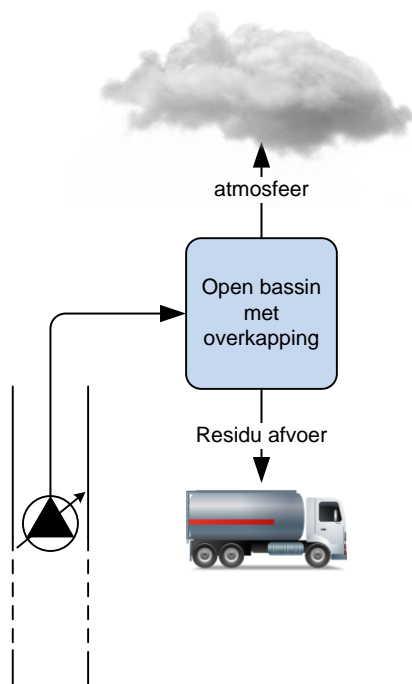 atmosfeer
Open bassin
met
overkapping
Residu afvoer